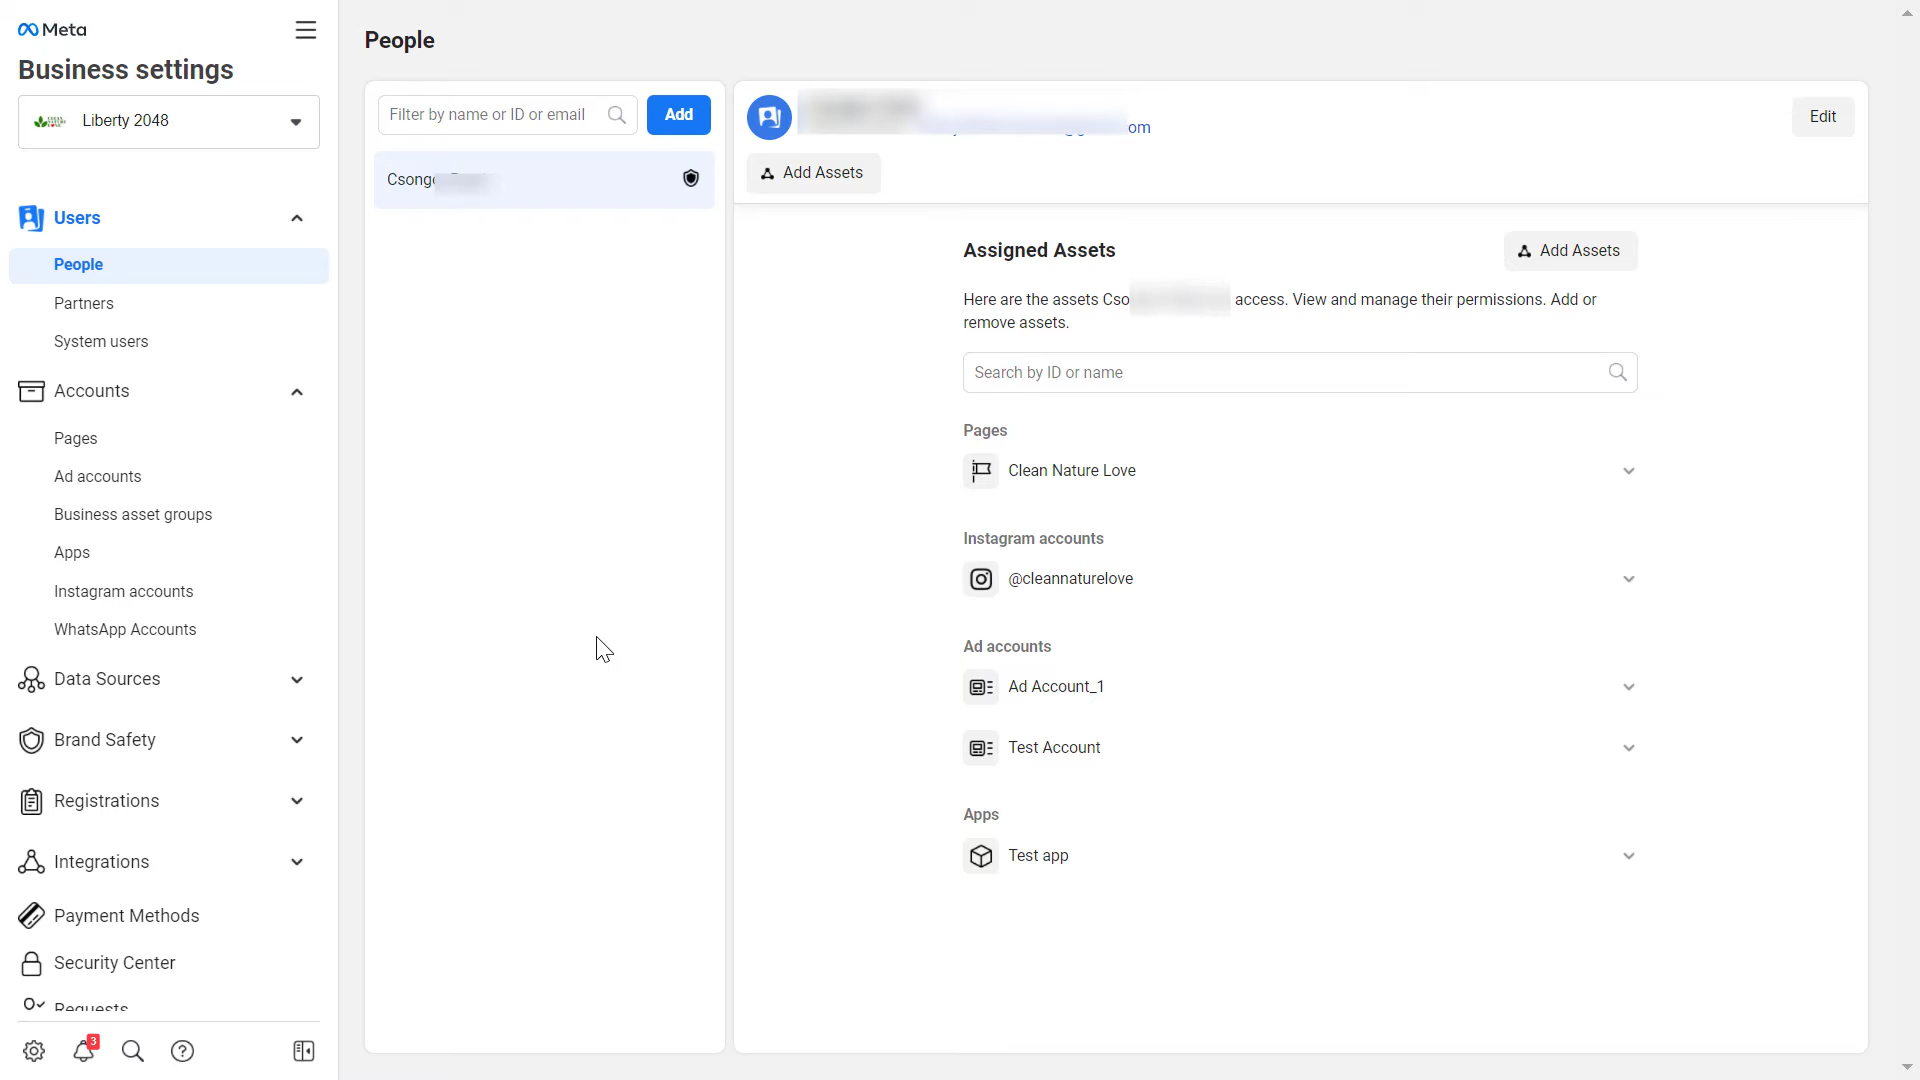 Meta
Business settings
Liberty 2048
Users
People
Partners
System users
Accounts
Pages
Ad accounts
Business asset groups
Apps
Instagram accounts
WhatsApp Accounts
Data Sources
Brand Safety
Registrations
Integrations
Payment Methods
Security Center
Requests
3
People
Filter by name or ID or email
Add
Csongo
om
Edit
Add Assets
Assigned Assets
Add Assets
Here are the assets Cso access. View and manage their permissions. Add or
remove assets.
Search by ID or name
Pages
Clean Nature Love
Instagram accounts
@cleannaturelove
Ad accounts
Ad Account_1
Test Account
Apps
Test app